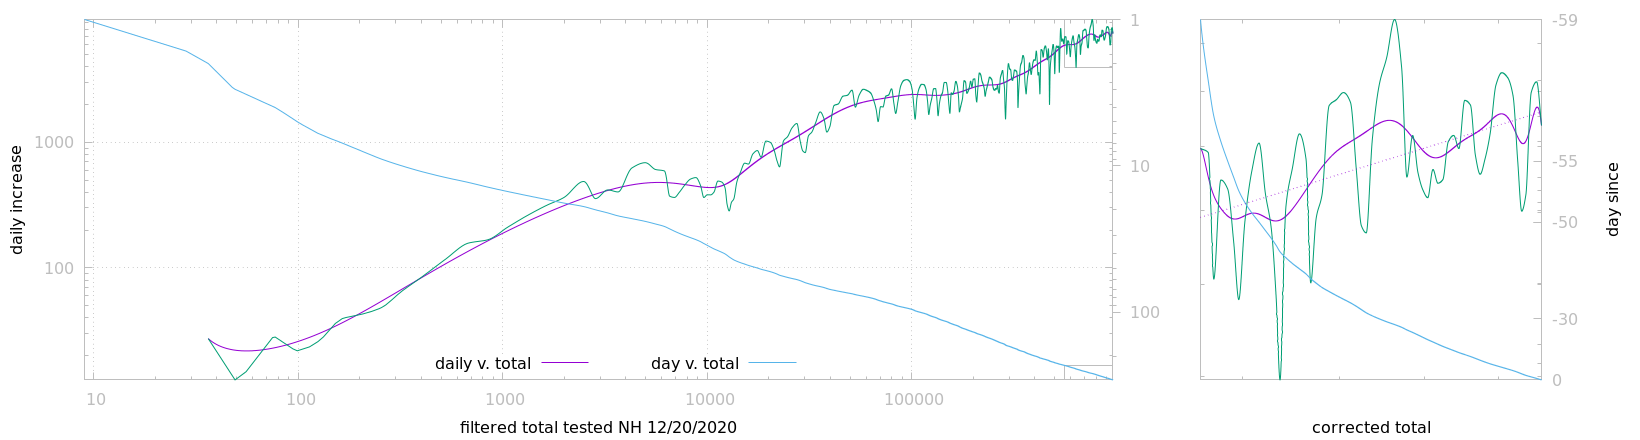 daily increase
1000
100
daily v. total
day v. total
10
100
1000
10000
100000
filtered total tested NH 12/20/2020
1
10
100
-59
-55
-50
-30
0
day since
corrected total